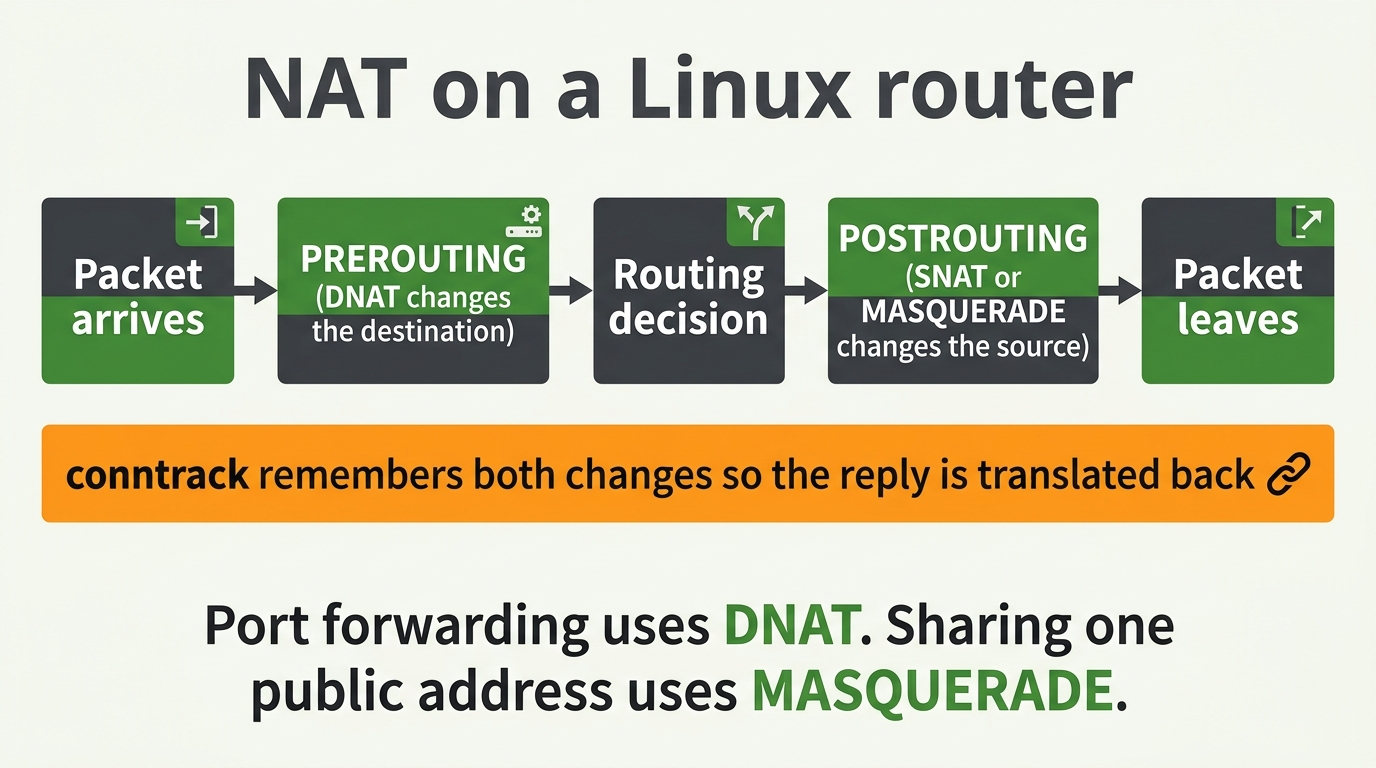 NAT on a Linux router
Packet
arrives
PREROUTING
(DNAT changes
the destination)
Routing
decision
POSTROUTING
(SNAT or
MASQUERADE
changes the source)
Packet
leaves
conntrack remembers both changes so the reply is translated back
Port forwarding uses DNAT. Sharing one
public address uses MASQUERADE.